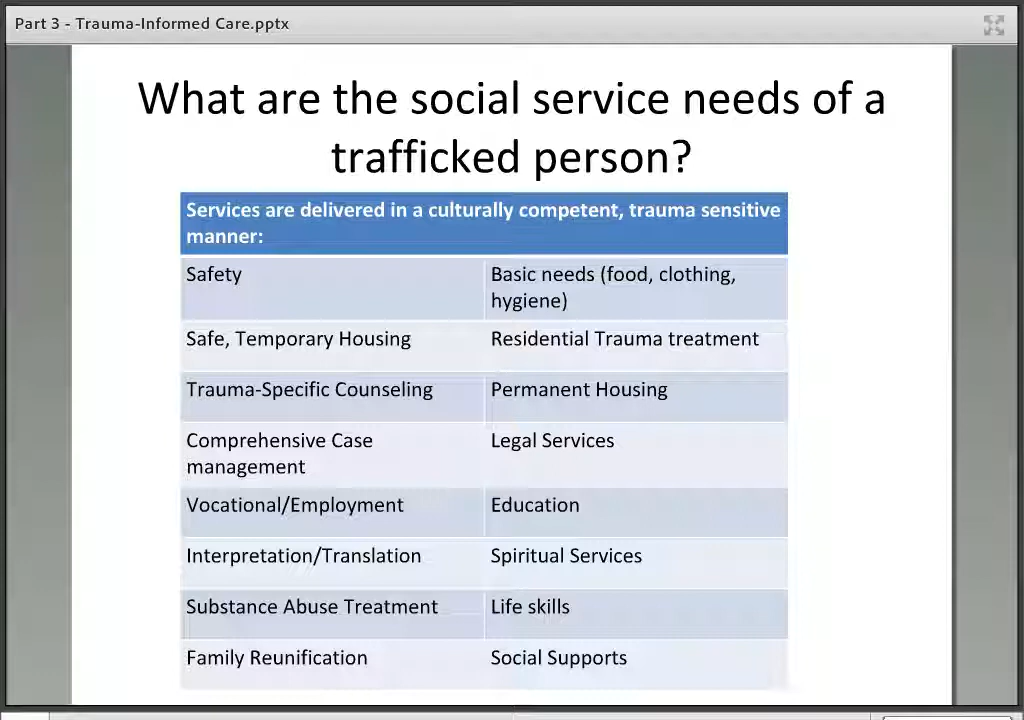 Part 3 - Trauma-Informed Care.pptx
What are the social service needs of a
trafficked person?
Services are delivered in a culturally competent, trauma sensitive
manner:
Safety
Basic needs (food, clothing,
hygiene)
Safe, Temporary Housing
Residential Trauma treatment
Trauma-Specific Counseling
Permanent Housing
Comprehensive Case
management
Legal Services
Vocational/Employment
Education
Interpretation/Translation
Spiritual Services
Substance Abuse Treatment
Life skills
Family Reunification
Social Supports